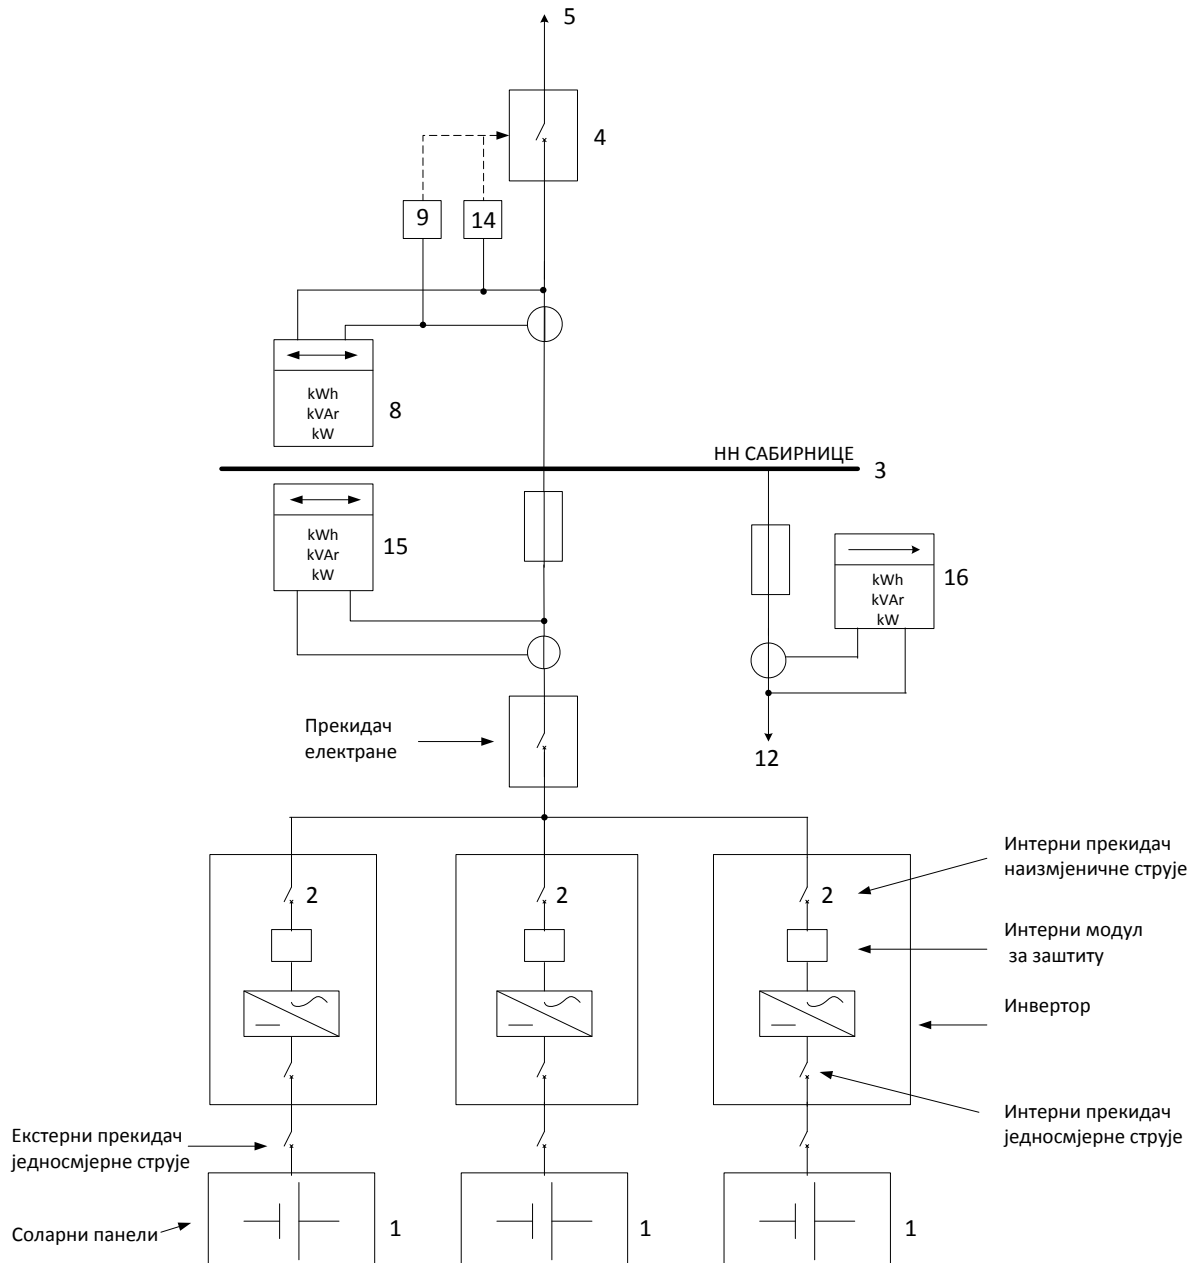 5
4
9
14
kWh
kVAr
kW
8
НН САБИРНИЦЕ
3
kWh
kVAr
kW
15
kWh
kVAr
kW
16
Прекидач
електране
12
2
2
2
Интерни прекидач
наизмјеничне струје
Интерни модул
за заштиту
Инвертор
Интерни прекидач
једносмјерне струје
Екстерни прекидач
једносмјерне струје
Соларни панели
1
1
1